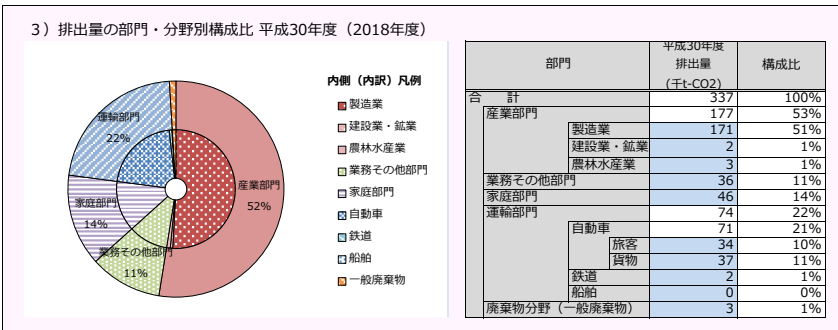 3）排出量の部門・分野別構成比 平成30年度（2018年度）
運輸部門
22%
家庭部門
14%
業務その他部門
11%
産業部門
52%
内側（内訳）凡例
製造業
建設業・鉱業
農林水産業
業務その他部門
家庭部門
自動車
鉄道
船舶
一般廃棄物
部門 平成30年度 排出量 (千t-CO2) 構成比
合 計 337 100%
産業部門 177 53%
製造業 171 51%
建設業・鉱業 2 1%
農林水産業 3 1%
業務その他部門 36 11%
家庭部門 46 14%
運輸部門 74 22%
自動車 71 21%
旅客 34 10%
貨物 37 11%
鉄道 2 1%
船舶 0 0%
廃棄物分野（一般廃棄物） 3 1%